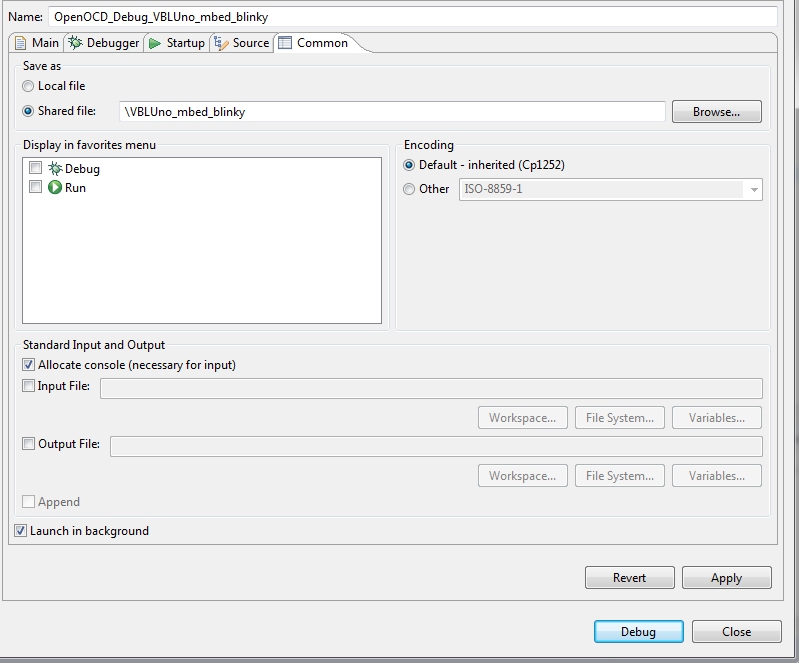 Name: OpenOCD_Debug_VBLUno_mbed_blinky
Main Debugger Startup Source Common
Save as
Local file
Shared file: \VBLUno_mbed_blinky Browse...
Display in favorites menu
Debug
Run
Encoding
Default - inherited (Cp1252)
Other ISO-8859-1
Standard Input and Output
Allocate console (necessary for input)
Input File:
Workspace... File System... Variables...
Output File:
Workspace... File System... Variables...
Append
Launch in background
Revert Apply
Debug Close